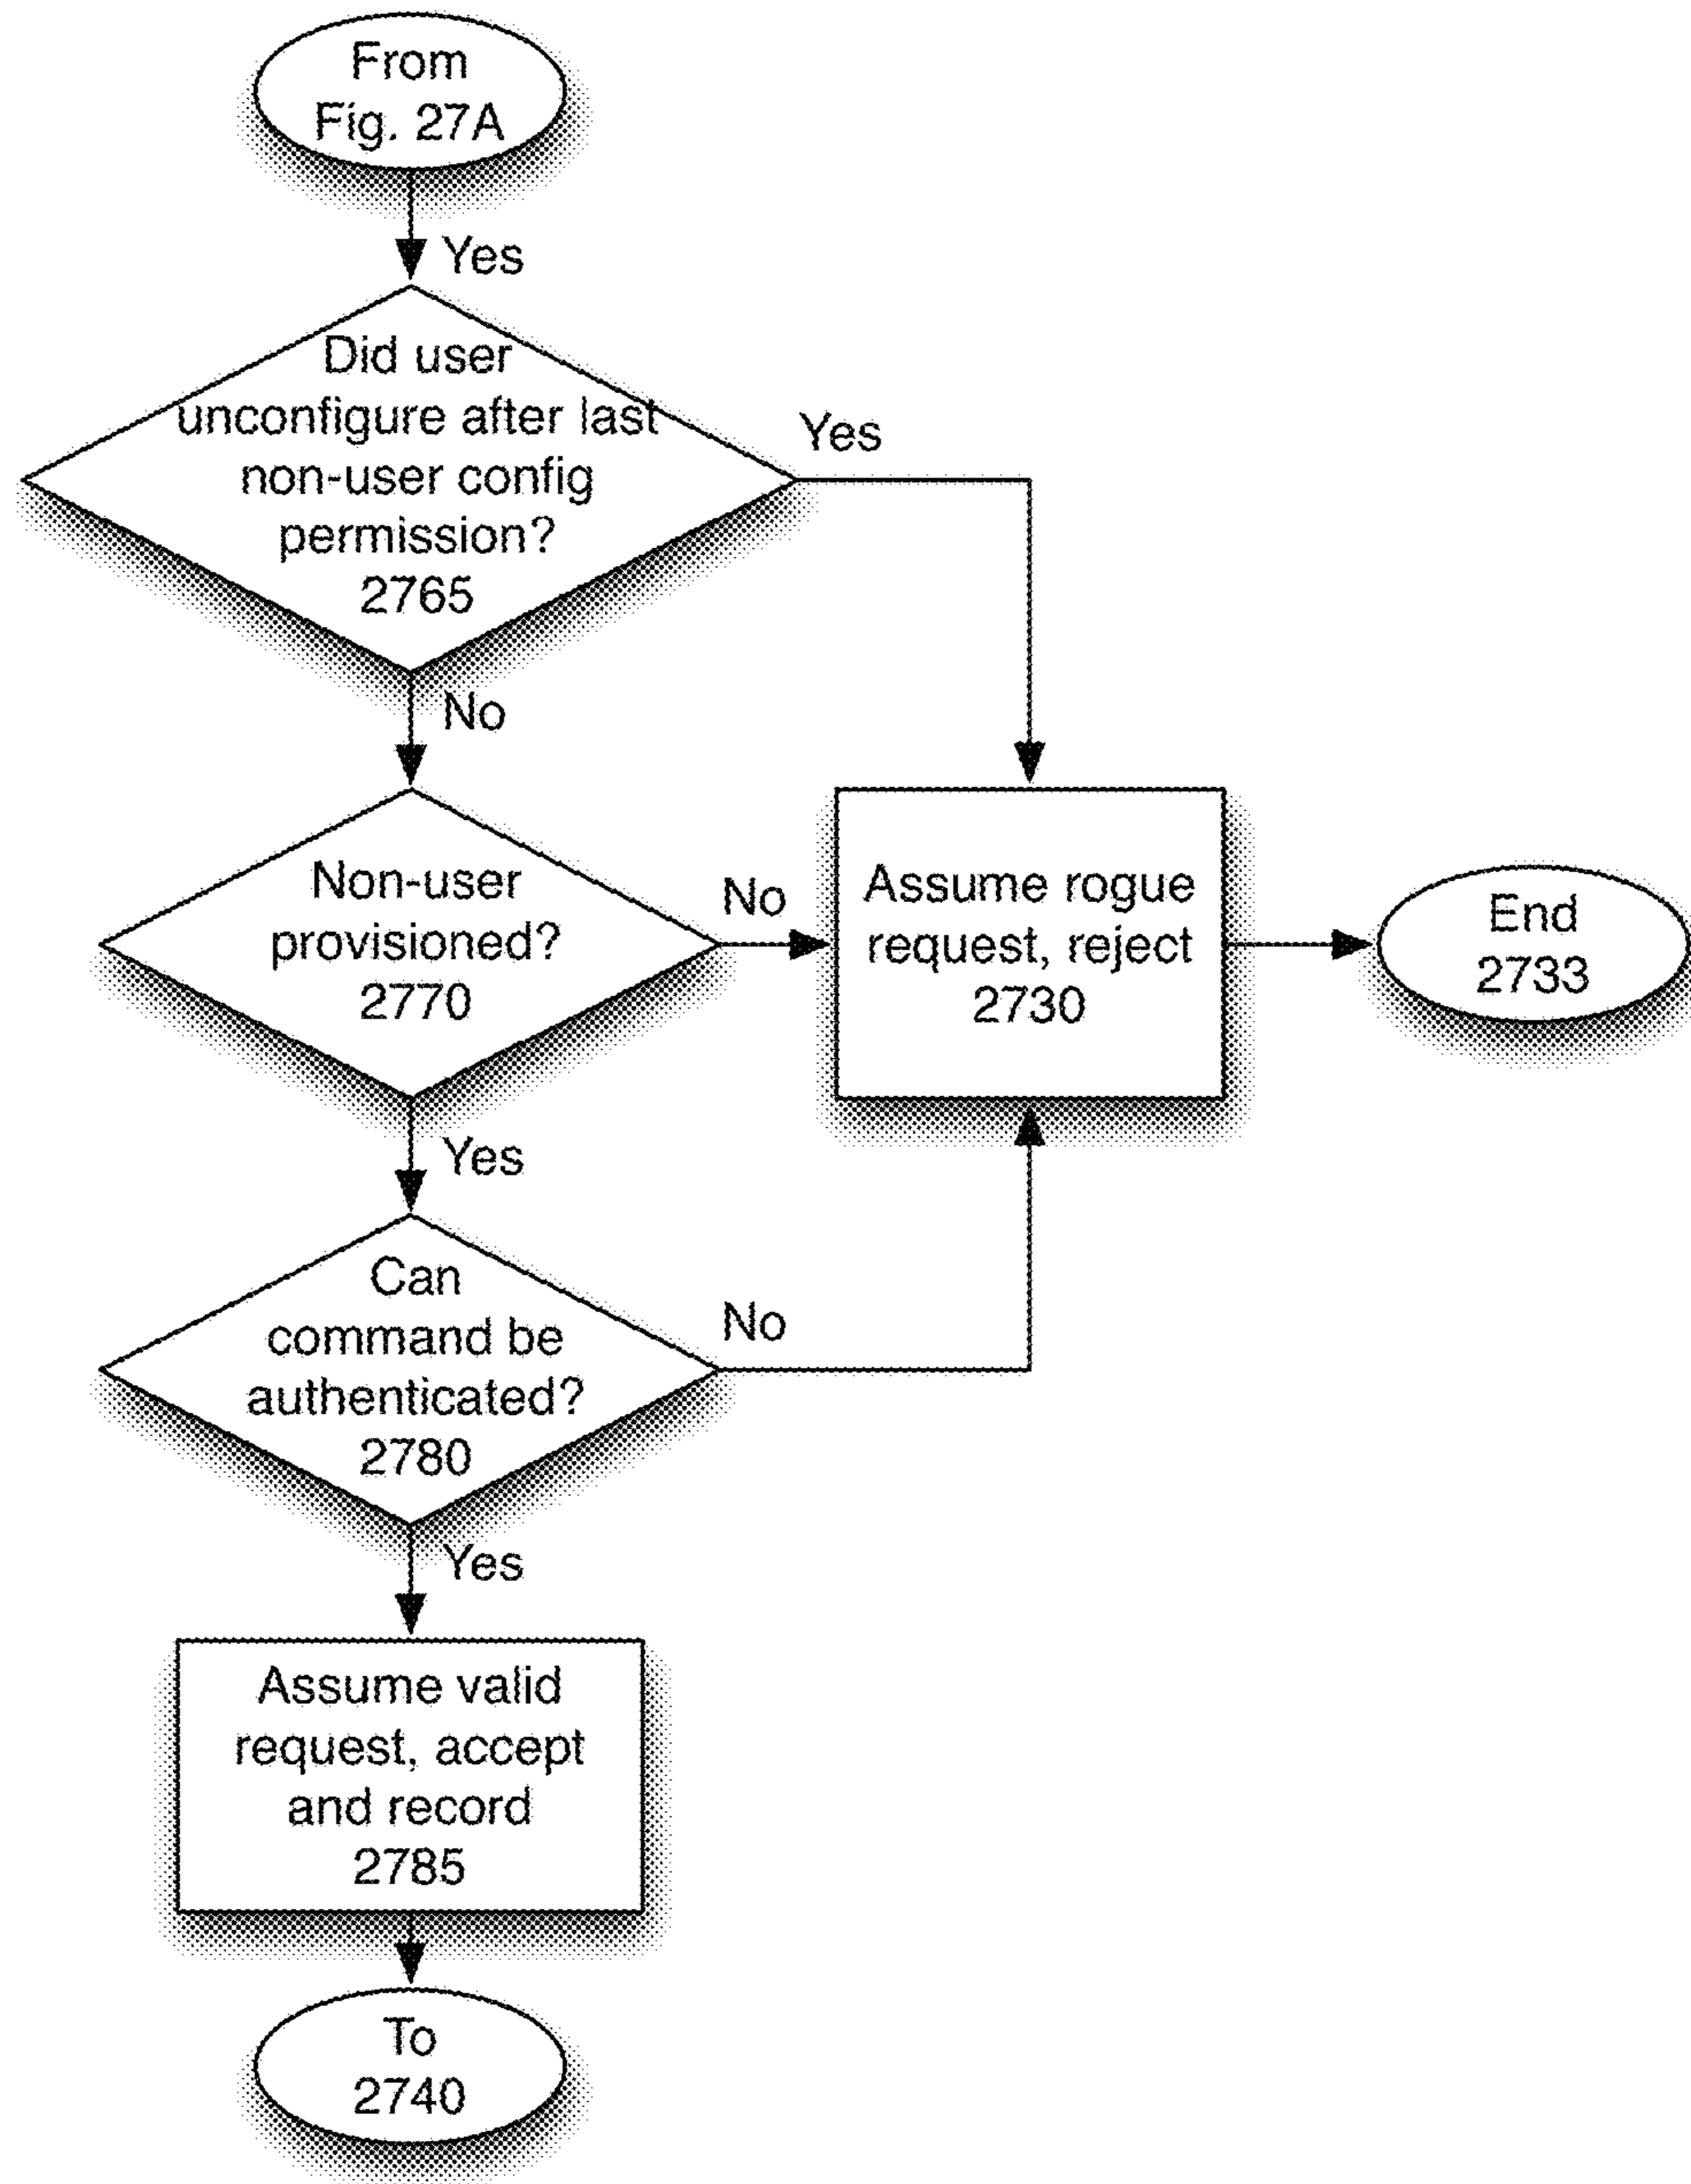 From
Fig. 27A
Yes
Did user
unconfigure after last
non-user config
permission?
2765
Yes
No
Non-user
provisioned?
2770
No
Assume rogue
request, reject
2730
End
2733
Yes
Can
command be
authenticated?
2780
No
Yes
Assume valid
request, accept
and record
2785
To
2740